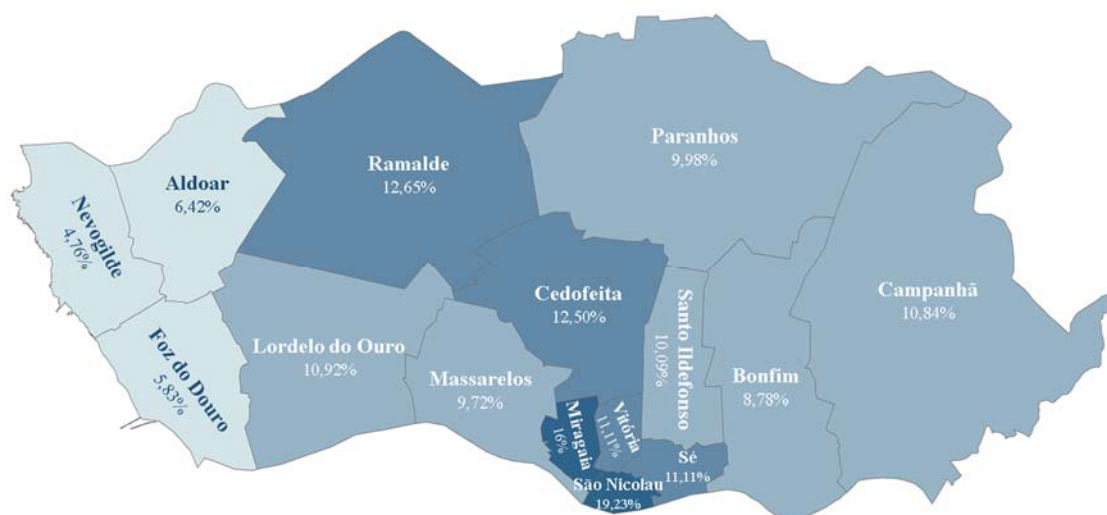 Paranhos
9,98%
Ramalde
12,65%
Aldoar
6,42%
Nevogilde
4,76%
Cedofeita
12,50%
Campanhã
10,84%
Santo Ildefonso
10,09%
Foz do Douro
5,83%
Lordelo do Ouro
10,92%
Massarelos
9,72%
Bonfim
8,78%
Miragaia
16%
Vitória
11,11%
Sé
11,11%
São Nicolau
19,23%